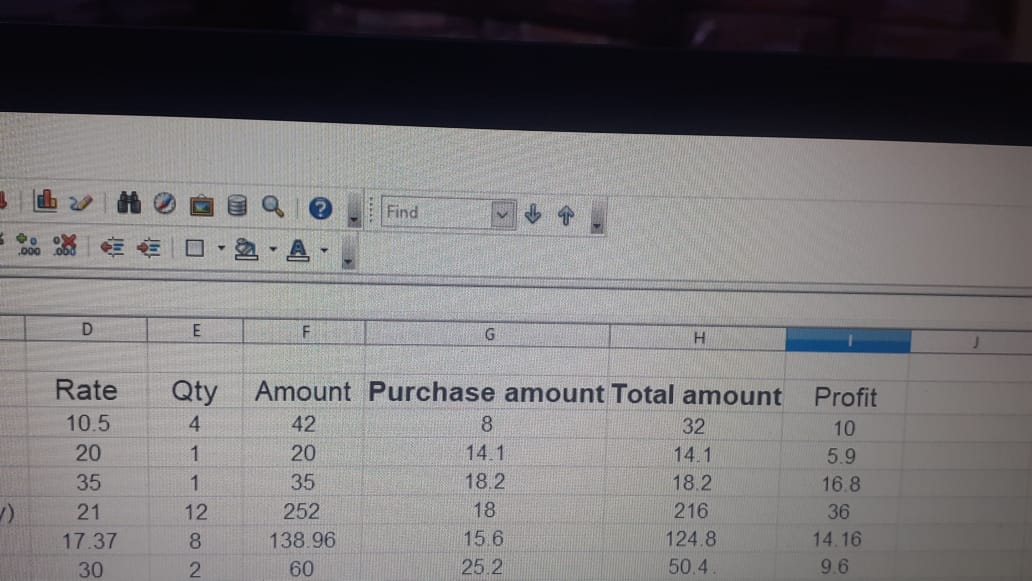 Find
.000 .000
A
D E F G H I J
Rate Qty Amount Purchase amount Total amount Profit
10.5 4 42 8 32 10
20 1 20 14.1 14.1 5.9
35 1 35 18.2 18.2 16.8
21 12 252 18 216 36
17.37 8 138.96 15.6 124.8 14.16
30 2 60 25.2 50.4 9.6